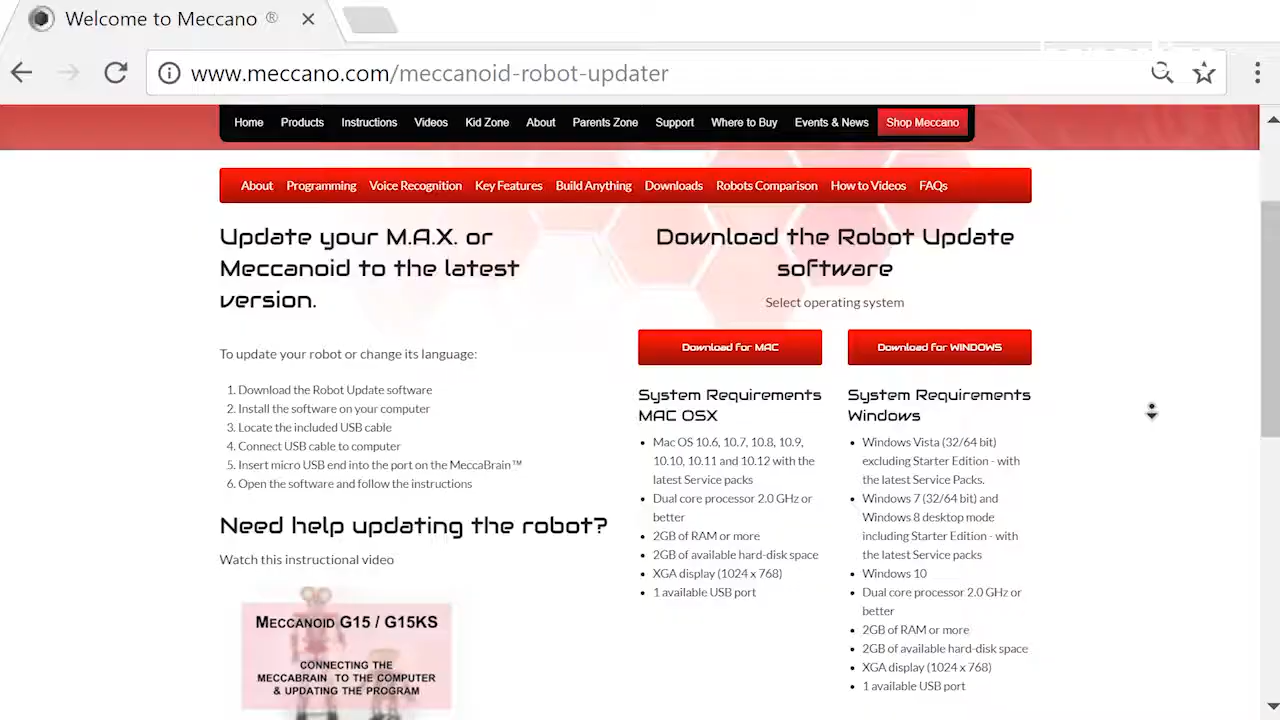 Welcome to Meccano ®
www.meccano.com/meccanoid-robot-updater
Home Products Instructions Videos Kid Zone About Parents Zone Support Where to Buy Events & News Shop Meccano
About Programming Voice Recognition Key Features Build Anything Downloads Robots Comparison How to Videos FAQs
Update your M.A.X. or
Meccanoid to the latest
version.
To update your robot or change its language:
1. Download the Robot Update software
2. Install the software on your computer
3. Locate the included USB cable
4. Connect USB cable to computer
5. Insert micro USB end into the port on the MeccaBrain™
6. Open the software and follow the instructions
Need help updating the robot?
Watch this instructional video
MECCANOID G15 / G15KS
CONNECTING THE
MECCABRAIN TO THE COMPUTER
& UPDATING THE PROGRAM
Download the Robot Update
software
Select operating system
Download for MAC
Download for WINDOWS
System Requirements
MAC OSX
• Mac OS 10.6, 10.7, 10.8, 10.9,
10.10, 10.11 and 10.12 with the
latest Service packs
• Dual core processor 2.0 GHz or
better
• 2GB of RAM or more
• 2GB of available hard-disk space
• XGA display (1024 x 768)
• 1 available USB port
System Requirements
Windows
• Windows Vista (32/64 bit)
excluding Starter Edition - with
the latest Service Packs.
• Windows 7 (32/64 bit) and
Windows 8 desktop mode
including Starter Edition - with
the latest Service packs
• Windows 10
• Dual core processor 2.0 GHz or
better
• 2GB of RAM or more
• 2GB of available hard-disk space
• XGA display (1024 x 768)
• 1 available USB port